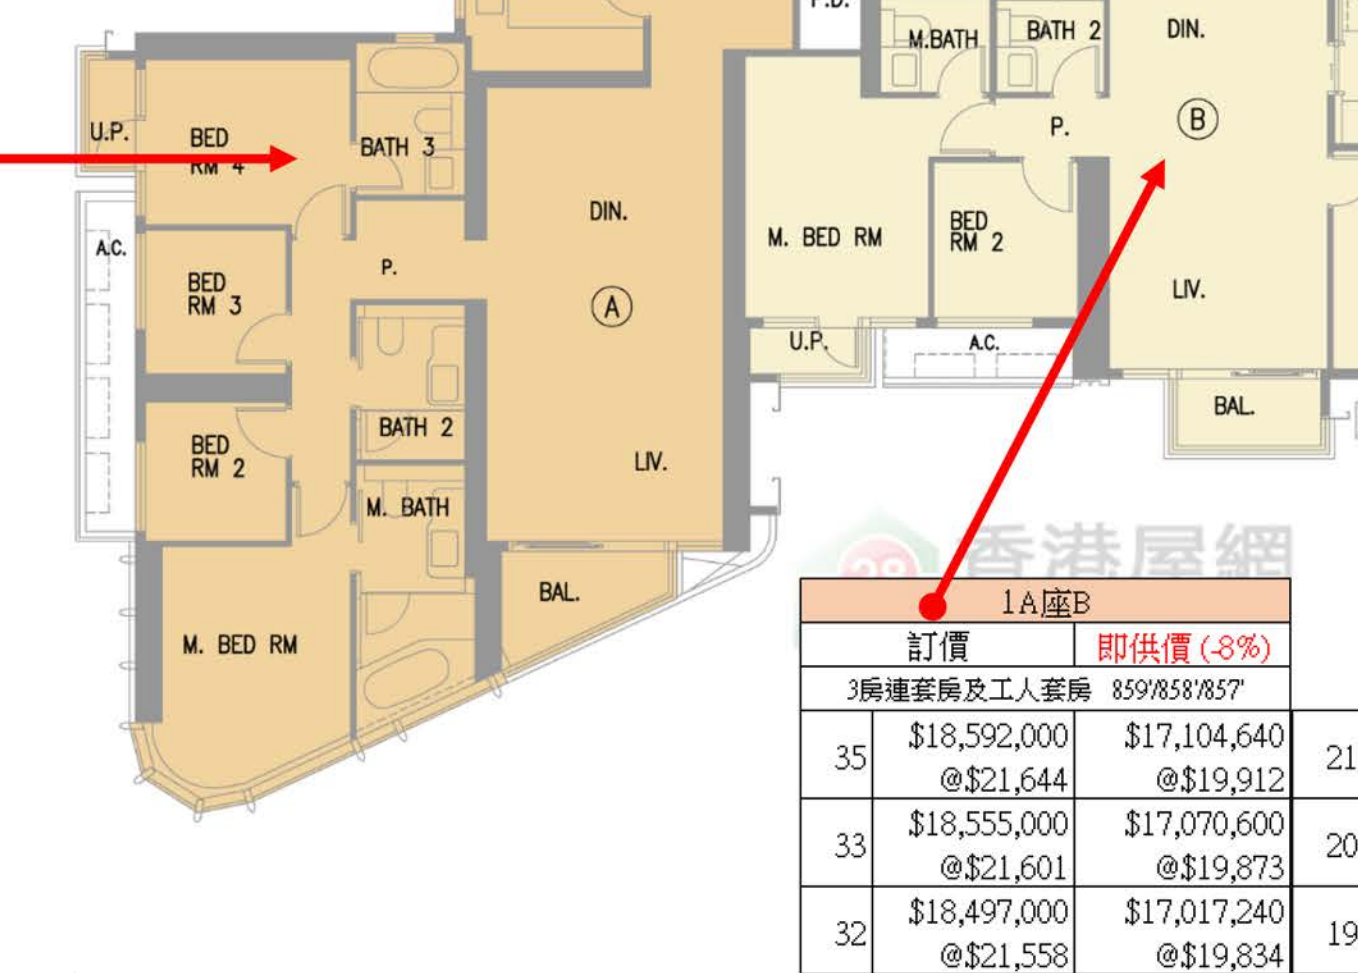 P.D.
M.BATH
BATH 2
DIN.
U.P.
BED
RM 4
BATH 3
P.
B
DIN.
M. BED RM
BED
RM 2
A.C.
BED
RM 3
P.
A
LIV.
U.P.
A.C.
BAL.
BATH 2
BED
RM 2
LIV.
M. BATH
香港屋網
28
BAL.
M. BED RM
1A座B
訂價 即供價 (-8%)
3房連套房及工人套房 859'/858'/857'
35 $18,592,000 $17,104,640 21
@$21,644 @$19,912
33 $18,555,000 $17,070,600 20
@$21,601 @$19,873
32 $18,497,000 $17,017,240 19
@$21,558 @$19,834